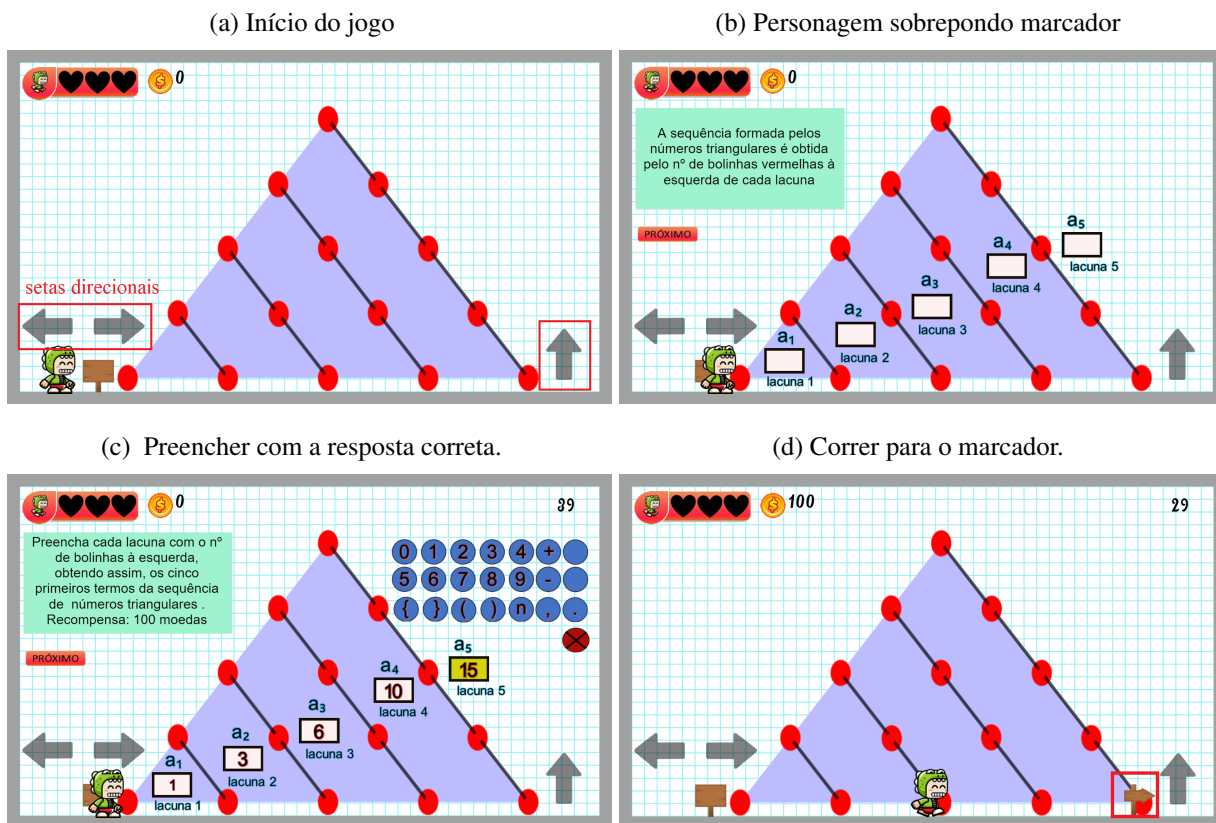 (a) Início do jogo
(b) Personagem sobrepondo marcador
0
setas direcionais
0
A sequência formada pelos
números triangulares é obtida
pelo nº de bolinhas vermelhas à
esquerda de cada lacuna
PRÓXIMO
a₅
lacuna 5
a₄
lacuna 4
a₃
lacuna 3
a₂
lacuna 2
a₁
lacuna 1
(c) Preencher com a resposta correta.
(d) Correr para o marcador.
0
39
Preencha cada lacuna com o nº
de bolinhas à esquerda,
obtendo assim, os cinco
primeiros termos da sequência
de números triangulares .
Recompensa: 100 moedas
PRÓXIMO
0 1 2 3 4 +
5 6 7 8 9 -
{ } ( ) n , .
a₅
15
lacuna 5
a₄
10
lacuna 4
a₃
6
lacuna 3
a₂
3
lacuna 2
a₁
1
lacuna 1
100
29